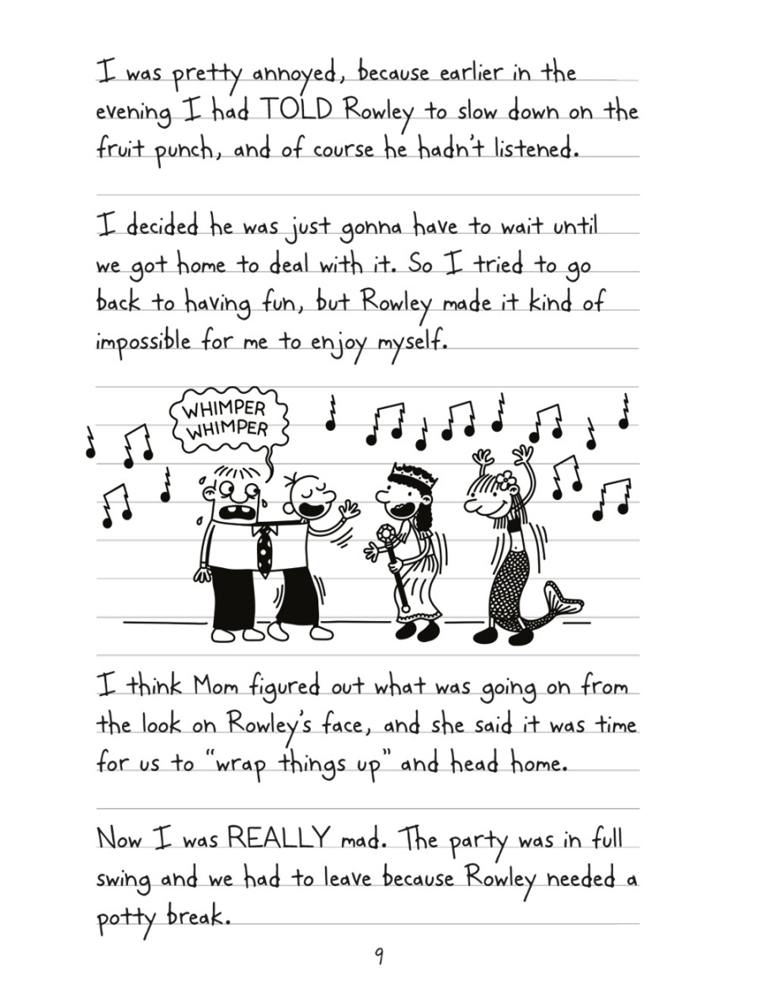 I was pretty annoyed, because earlier in the
evening I had TOLD Rowley to slow down on the
fruit punch, and of course he hadn't listened.
I decided he was just gonna have to wait until
we got home to deal with it. So I tried to go
back to having fun, but Rowley made it kind of
impossible for me to enjoy myself.
WHIMPER
WHIMPER
I think Mom figured out what was going on from
the look on Rowley's face, and she said it was time
for us to “wrap things up” and head home.
Now I was REALLY mad. The party was in full
swing and we had to leave because Rowley needed a
potty break.
9